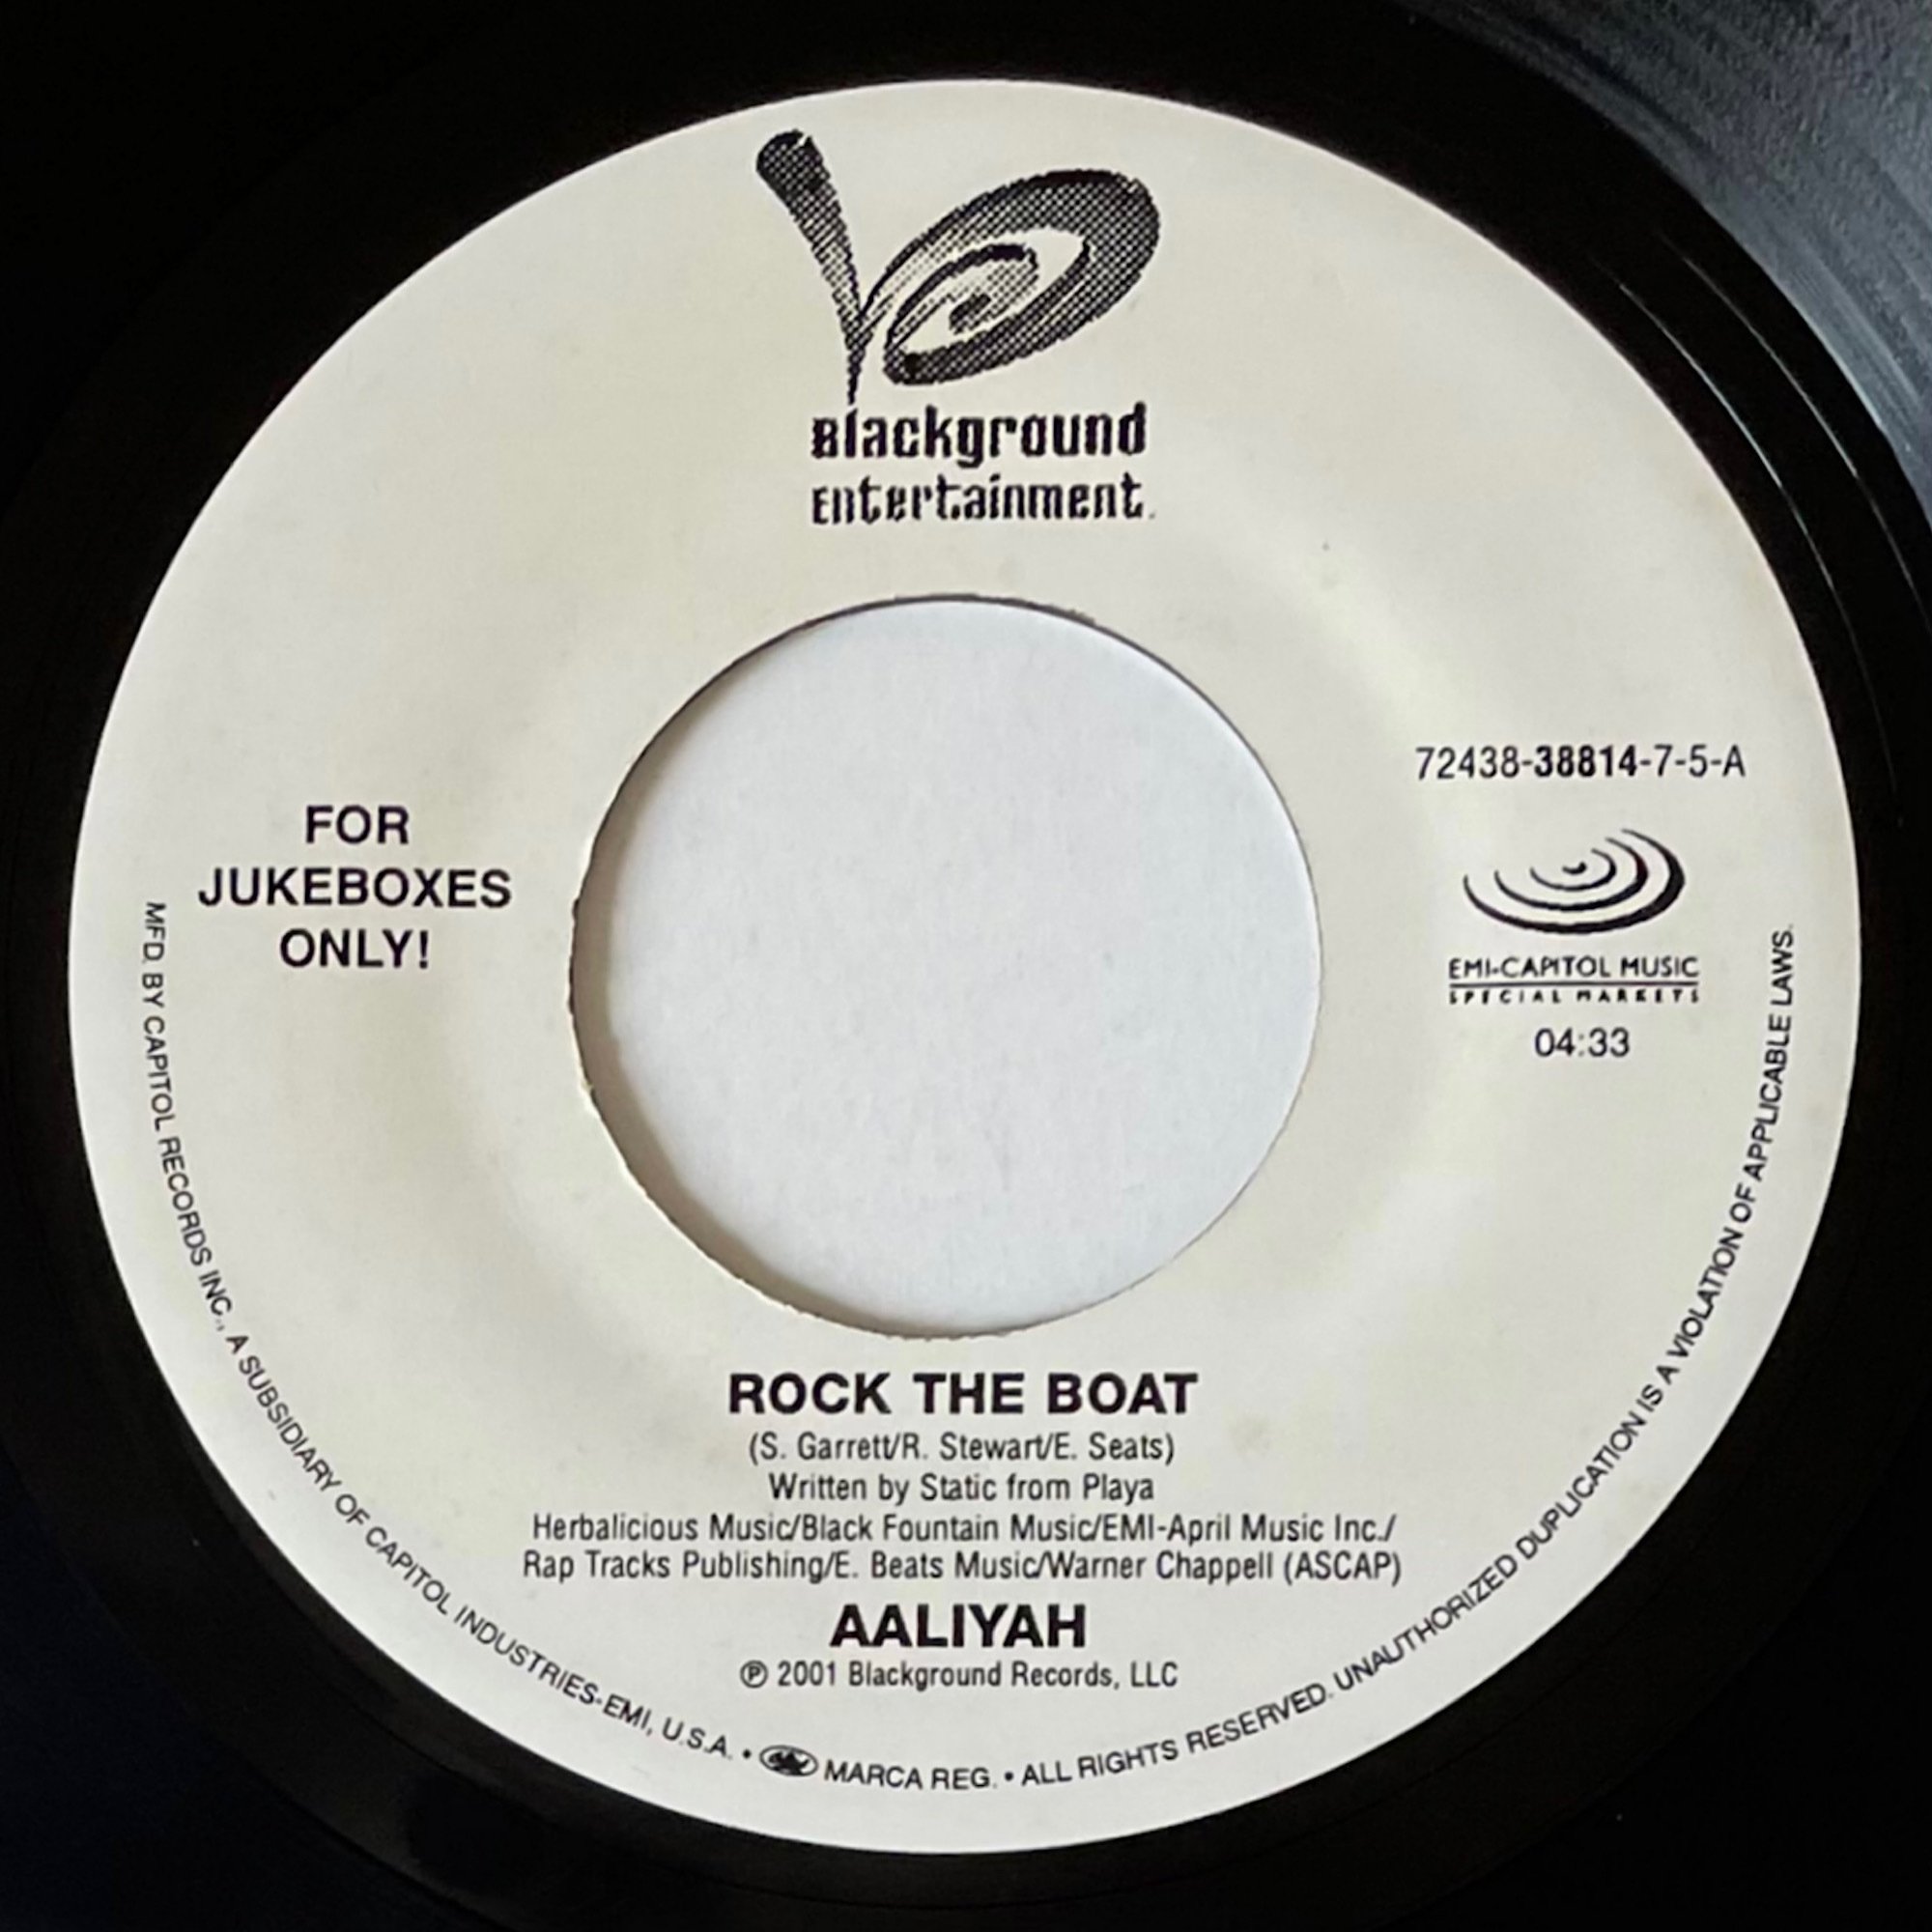 Blackground
Entertainment.
FOR
JUKEBOXES
ONLY!
72438-38814-7-5-A
EMI-CAPITOL MUSIC
SPECIAL MARKETS
04:33
ROCK THE BOAT
(S. Garrett/R. Stewart/E. Seats)
Written by Static from Playa
Herbalicious Music/Black Fountain Music/EMI-April Music Inc./
Rap Tracks Publishing/E. Beats Music/Warner Chappell (ASCAP)
AALIYAH
℗ 2001 Blackground Records, LLC
MFD. BY CAPITOL RECORDS INC., A SUBSIDIARY OF CAPITOL INDUSTRIES-EMI, U.S.A. • MARCA REG. • ALL RIGHTS RESERVED. UNAUTHORIZED DUPLICATION IS A VIOLATION OF APPLICABLE LAWS.